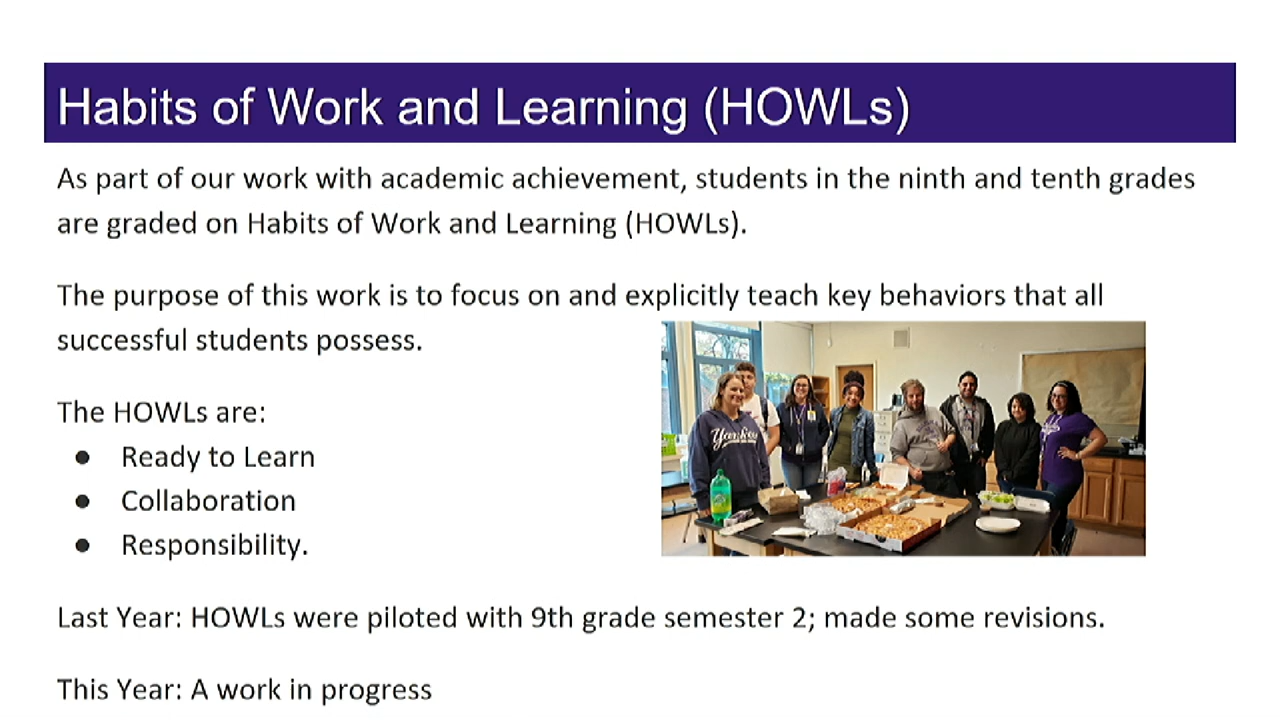 Habits of Work and Learning (HOWLs)
As part of our work with academic achievement, students in the ninth and tenth grades
are graded on Habits of Work and Learning (HOWLs).
The purpose of this work is to focus on and explicitly teach key behaviors that all
successful students possess.
The HOWLs are:
● Ready to Learn
● Collaboration
● Responsibility.
Yankees
Last Year: HOWLs were piloted with 9th grade semester 2; made some revisions.
This Year: A work in progress